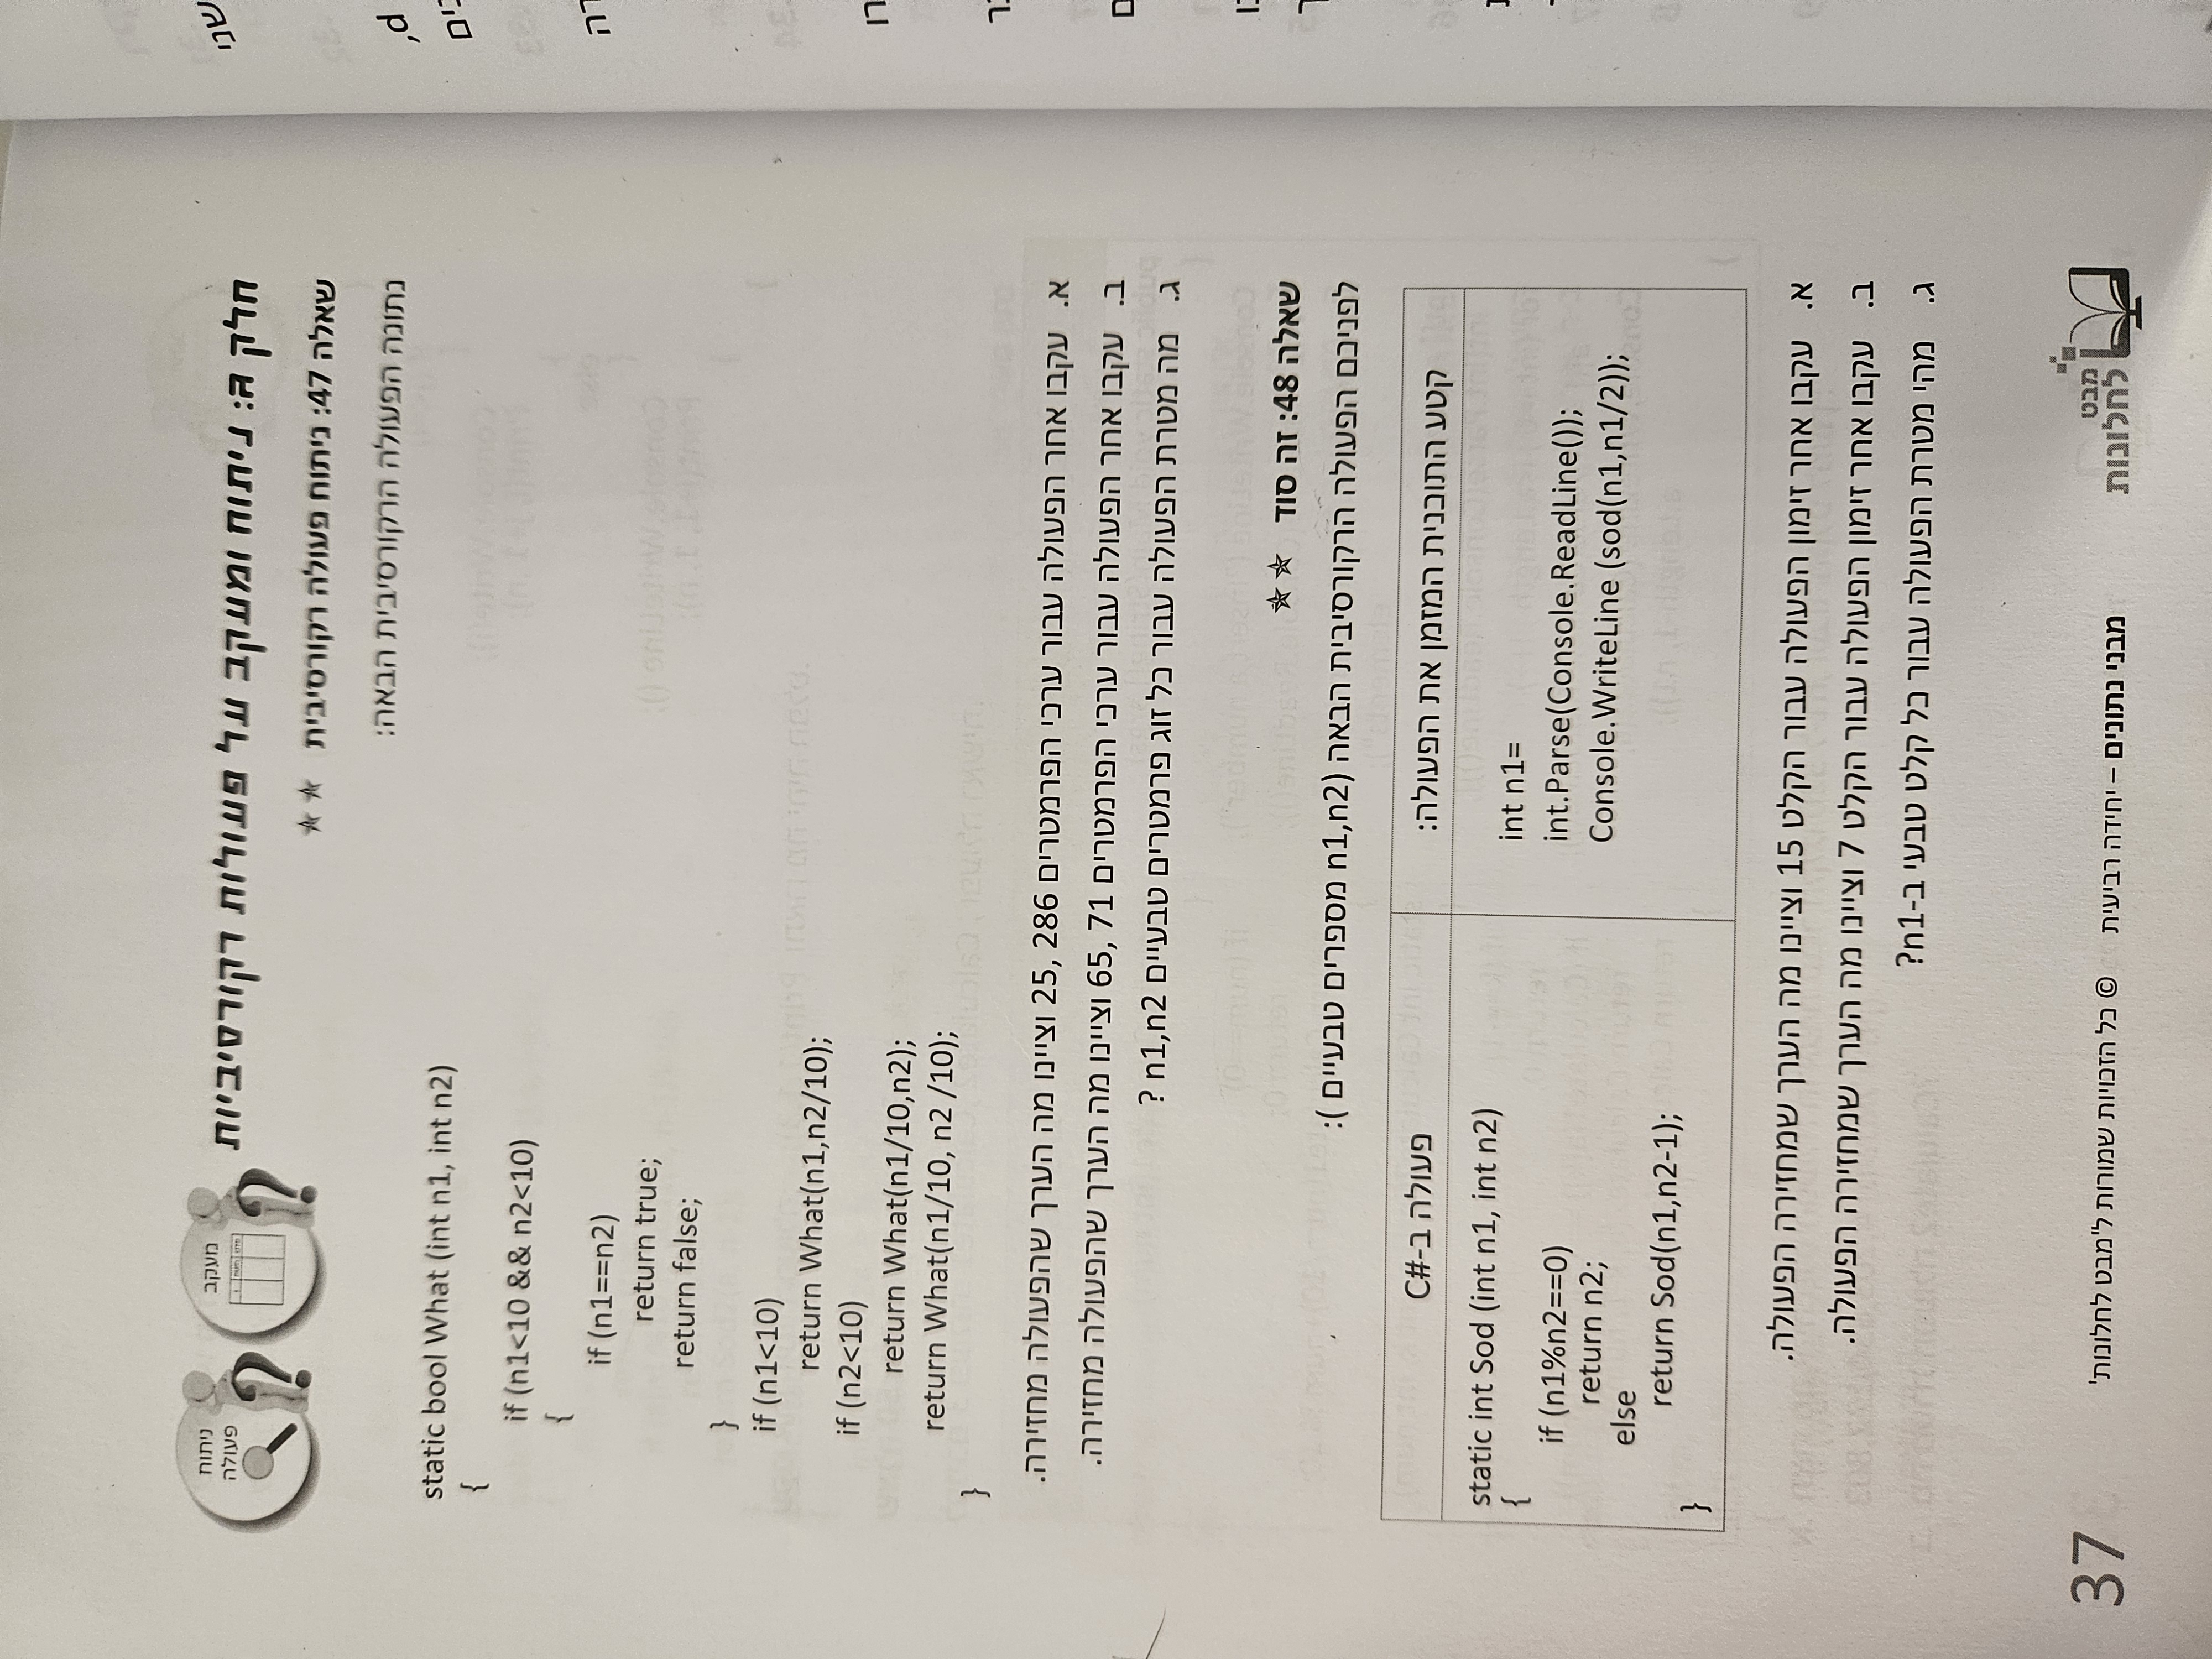 חלק ג: ניתוח ומעקב על פעולות רקורסיביות
מעקב
ניתוח
פעולה
שאלה 47: ניתוח פעולה רקורסיבית ☆☆
נתונה הפעולה הרקורסיבית הבאה:
static bool What (int n1, int n2)
{
if (n1<10 && n2<10)
{
if (n1==n2)
return true;
return false;
}
if (n1<10)
return What(n1,n2/10);
if (n2<10)
return What(n1/10,n2);
return What(n1/10, n2 /10);
}
א. עקבו אחר הפעולה עבור ערכי הפרמטרים 286 ,25 וציינו מה הערך שהפעולה מחזירה.
ב. עקבו אחר הפעולה עבור ערכי הפרמטרים 71 ,65 וציינו מה הערך שהפעולה מחזירה.
ג. מה מטרת הפעולה עבור כל זוג פרמטרים טבעיים n1,n2 ?
שאלה 48: זה סוד ☆☆
לפניכם הפעולה הרקורסיבית הבאה (n1,n2 מספרים טבעיים ):
קטע התוכנית המזמן את הפעולה:
int n1=
int.Parse(Console.ReadLine());
Console.WriteLine (sod(n1,n1/2));
פעולה ב-C#
static int Sod (int n1, int n2)
{
if (n1%n2==0)
return n2;
else
return Sod(n1,n2-1);
}
א. עקבו אחר זימון הפעולה עבור הקלט 15 וציינו מה הערך שמחזירה הפעולה.
ב. עקבו אחר זימון הפעולה עבור הקלט 7 וציינו מה הערך שמחזירה הפעולה.
ג. מהי מטרת הפעולה עבור כל קלט טבעי ב-n1?
מבט
לחלונות
מבני נתונים – יחידה רביעית © כל הזכויות שמורות ל'מבט לחלונות'
37
שני
d,